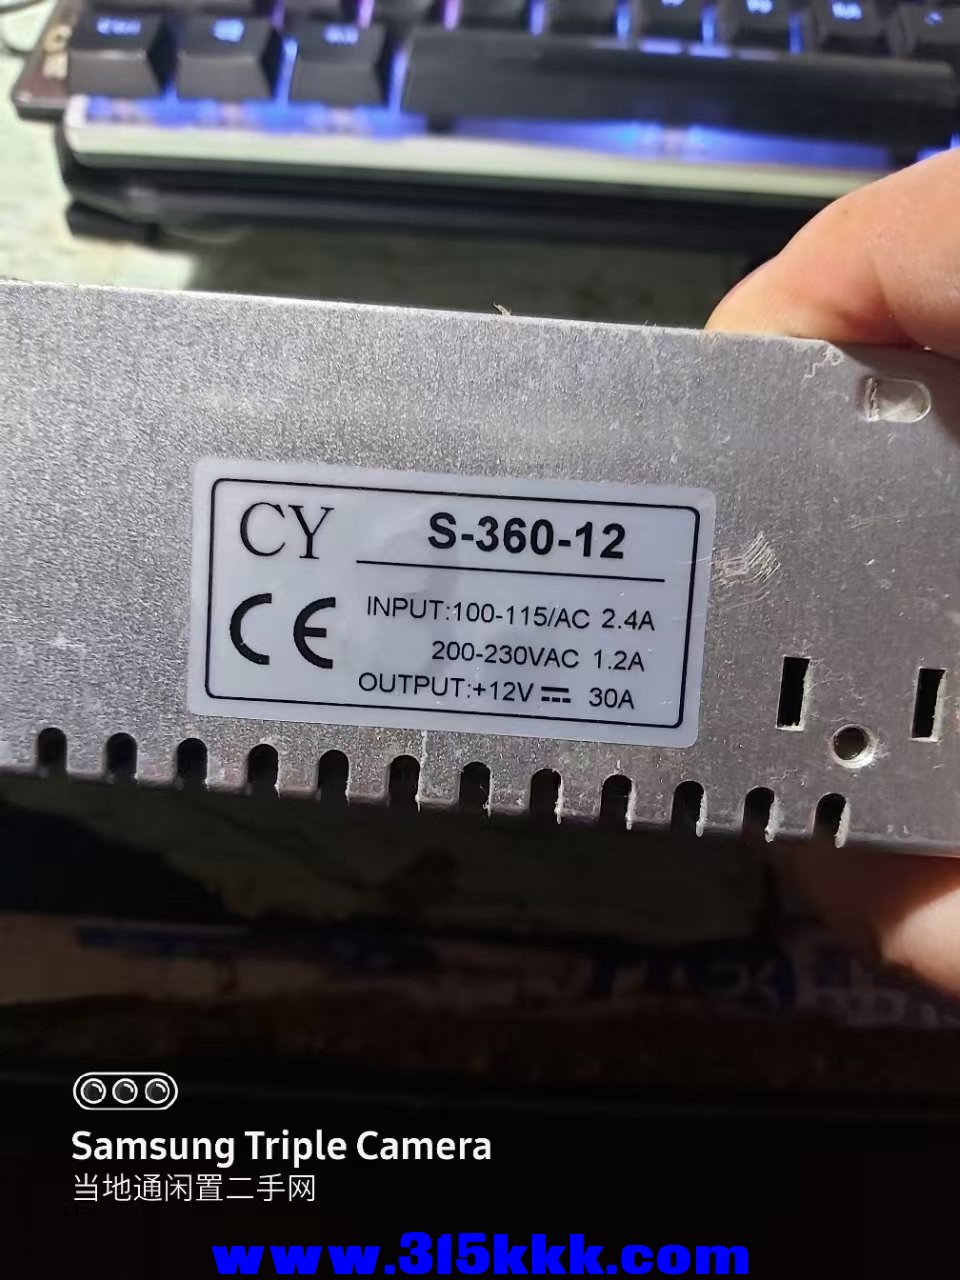 CY S-360-12
CE INPUT:100-115/AC 2.4A
200-230VAC 1.2A
OUTPUT:+12V 30A
Samsung Triple Camera
当地通闲置二手网
www.315kkk.com